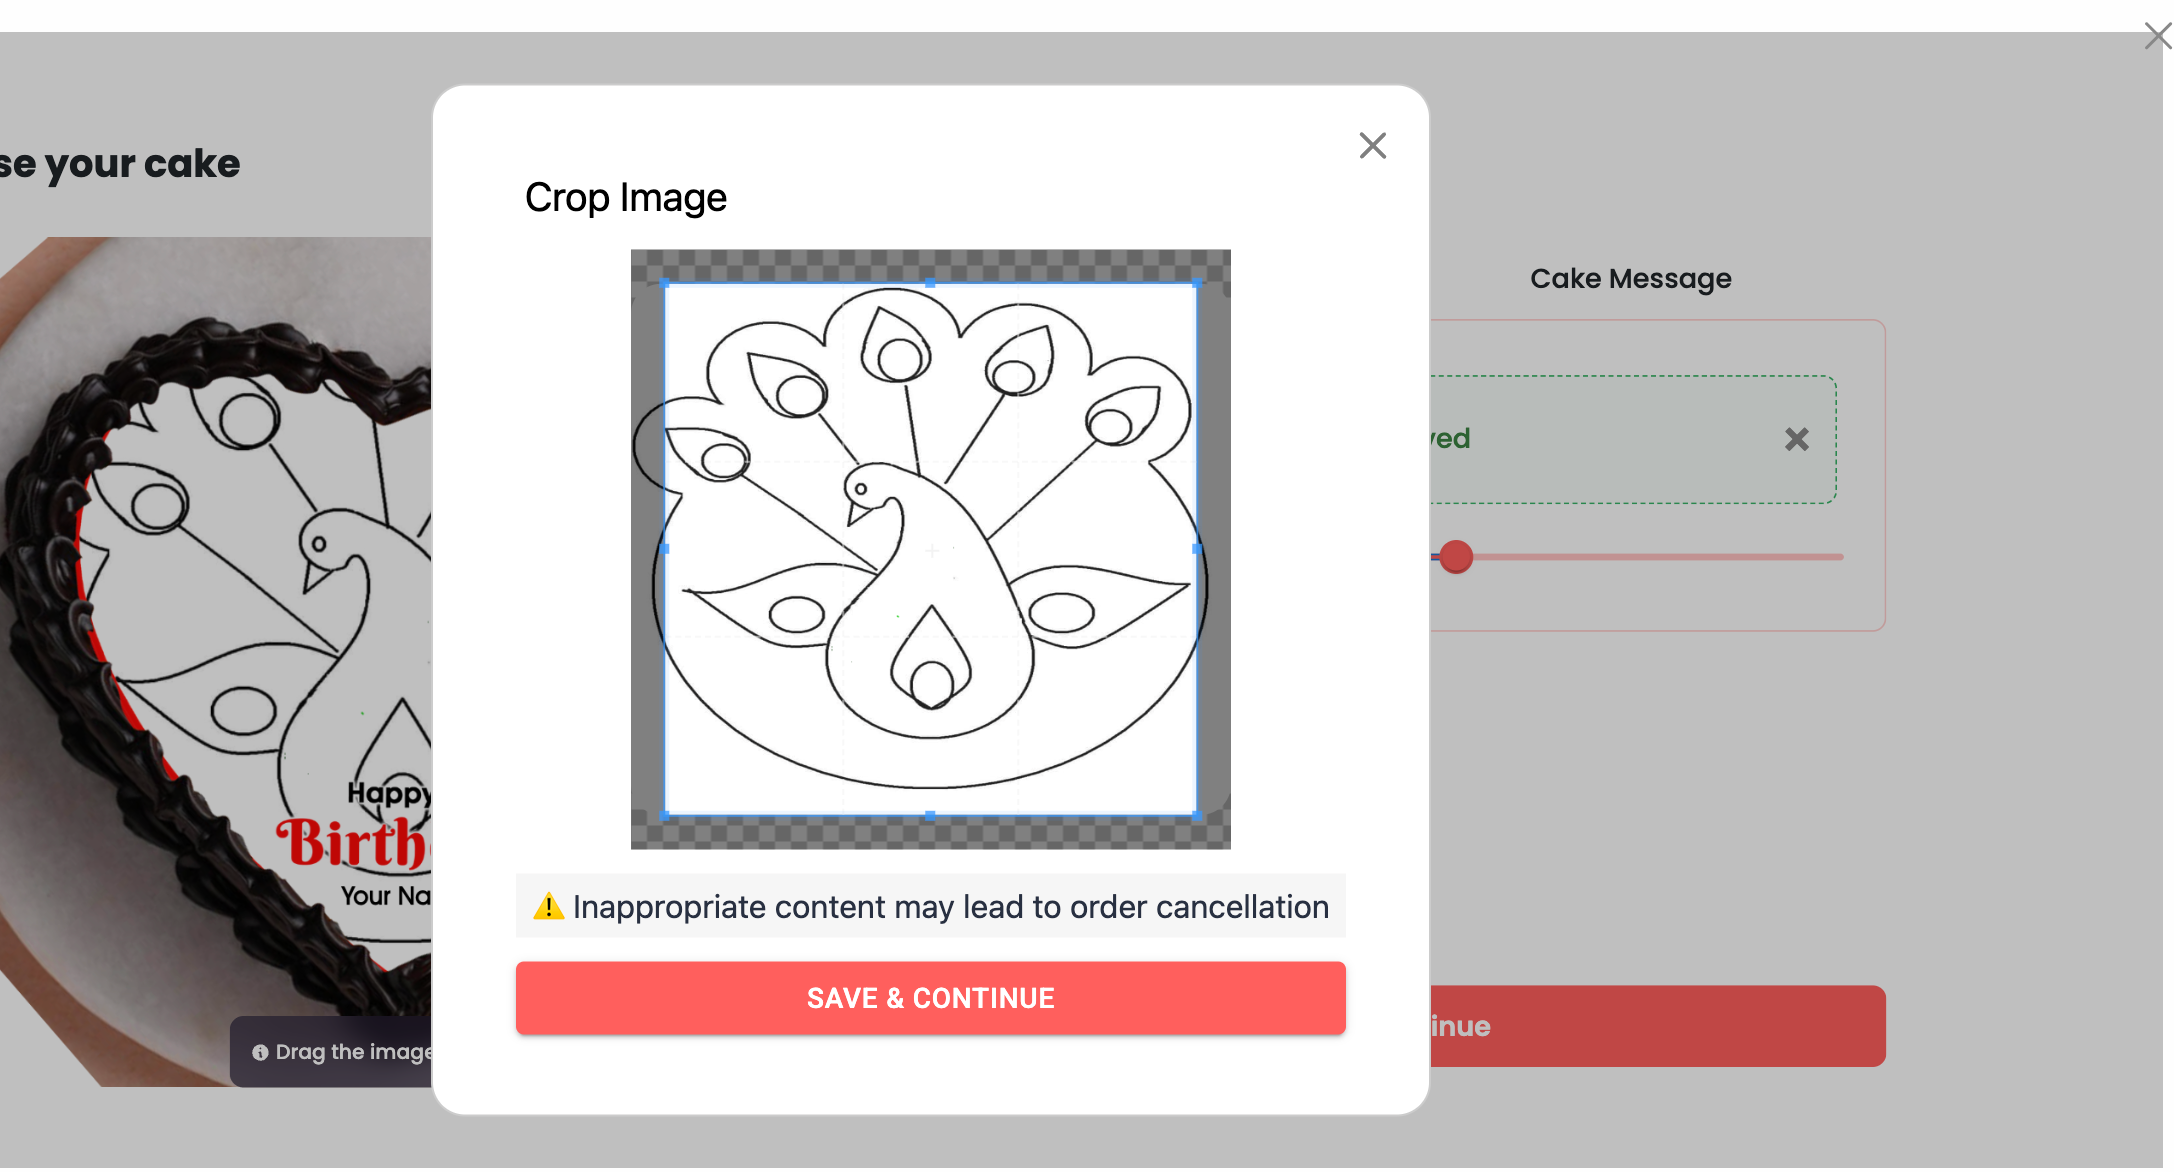 se your cake
Crop Image
Cake Message
ved
Happy
Birth
Your Na
Drag the image
⚠️ Inappropriate content may lead to order cancellation
SAVE & CONTINUE
inue